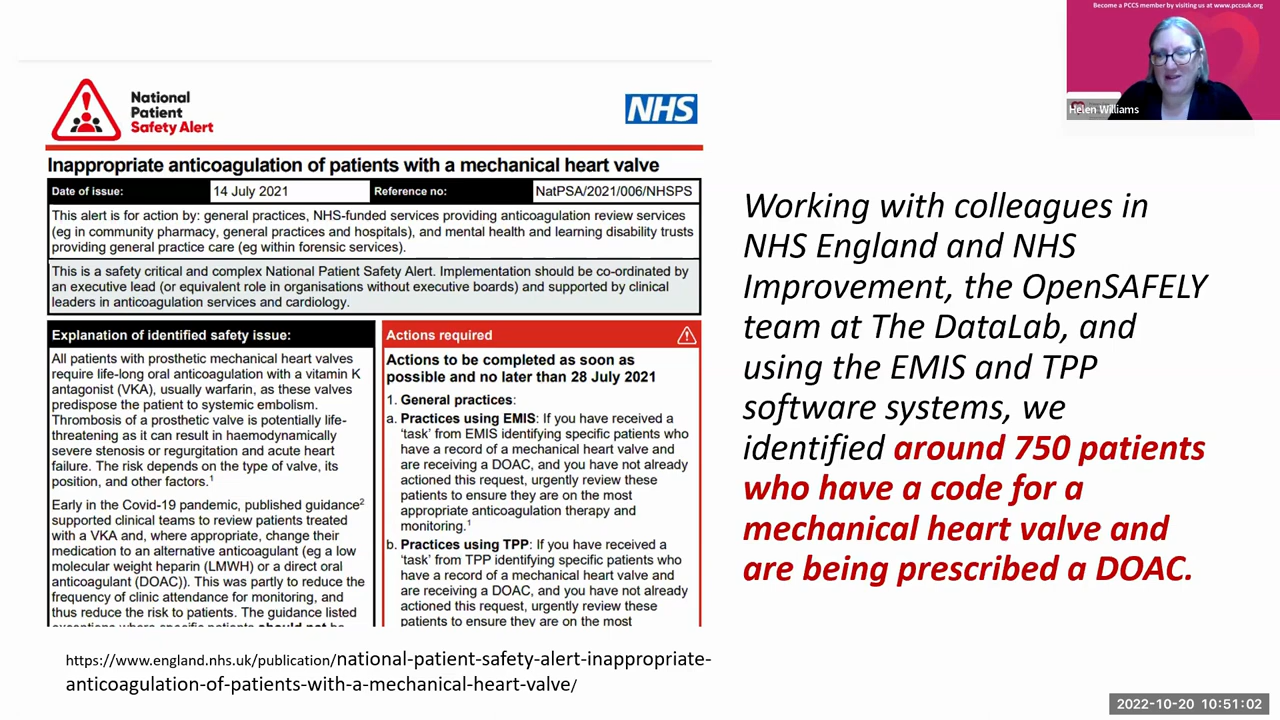 Become a PCCS member by visiting us at www.pccsuk.org
Helen Williams
National
Patient
Safety Alert
NHS
Inappropriate anticoagulation of patients with a mechanical heart valve
Date of issue: 14 July 2021 Reference no: NatPSA/2021/006/NHSPS
This alert is for action by: general practices, NHS-funded services providing anticoagulation review services
(eg in community pharmacy, general practices and hospitals), and mental health and learning disability trusts
providing general practice care (eg within forensic services).
This is a safety critical and complex National Patient Safety Alert. Implementation should be co-ordinated by
an executive lead (or equivalent role in organisations without executive boards) and supported by clinical
leaders in anticoagulation services and cardiology.
Explanation of identified safety issue:
All patients with prosthetic mechanical heart valves
require life-long oral anticoagulation with a vitamin K
antagonist (VKA), usually warfarin, as these valves
predispose the patient to systemic embolism.
Thrombosis of a prosthetic valve is potentially life-
threatening as it can result in haemodynamically
severe stenosis or regurgitation and acute heart
failure. The risk depends on the type of valve, its
position, and other factors.1
Early in the Covid-19 pandemic, published guidance2
supported clinical teams to review patients treated
with a VKA and, where appropriate, change their
medication to an alternative anticoagulant (eg a low
molecular weight heparin (LMWH) or a direct oral
anticoagulant (DOAC)). This was partly to reduce the
frequency of clinic attendance for monitoring, and
thus reduce the risk to patients. The guidance listed
exceptions where specific patients should not be
Actions required
Actions to be completed as soon as
possible and no later than 28 July 2021
1. General practices:
a. Practices using EMIS: If you have received a
‘task’ from EMIS identifying specific patients who
have a record of a mechanical heart valve and
are receiving a DOAC, and you have not already
actioned this request, urgently review these
patients to ensure they are on the most
appropriate anticoagulation therapy and
monitoring.1
b. Practices using TPP: If you have received a
‘task’ from TPP identifying specific patients who
have a record of a mechanical heart valve and
are receiving a DOAC, and you have not already
actioned this request, urgently review these
patients to ensure they are on the most
Working with colleagues in
NHS England and NHS
Improvement, the OpenSAFELY
team at The DataLab, and
using the EMIS and TPP
software systems, we
identified around 750 patients
who have a code for a
mechanical heart valve and
are being prescribed a DOAC.
https://www.england.nhs.uk/publication/national-patient-safety-alert-inappropriate-
anticoagulation-of-patients-with-a-mechanical-heart-valve/
2022-10-20 10:51:02